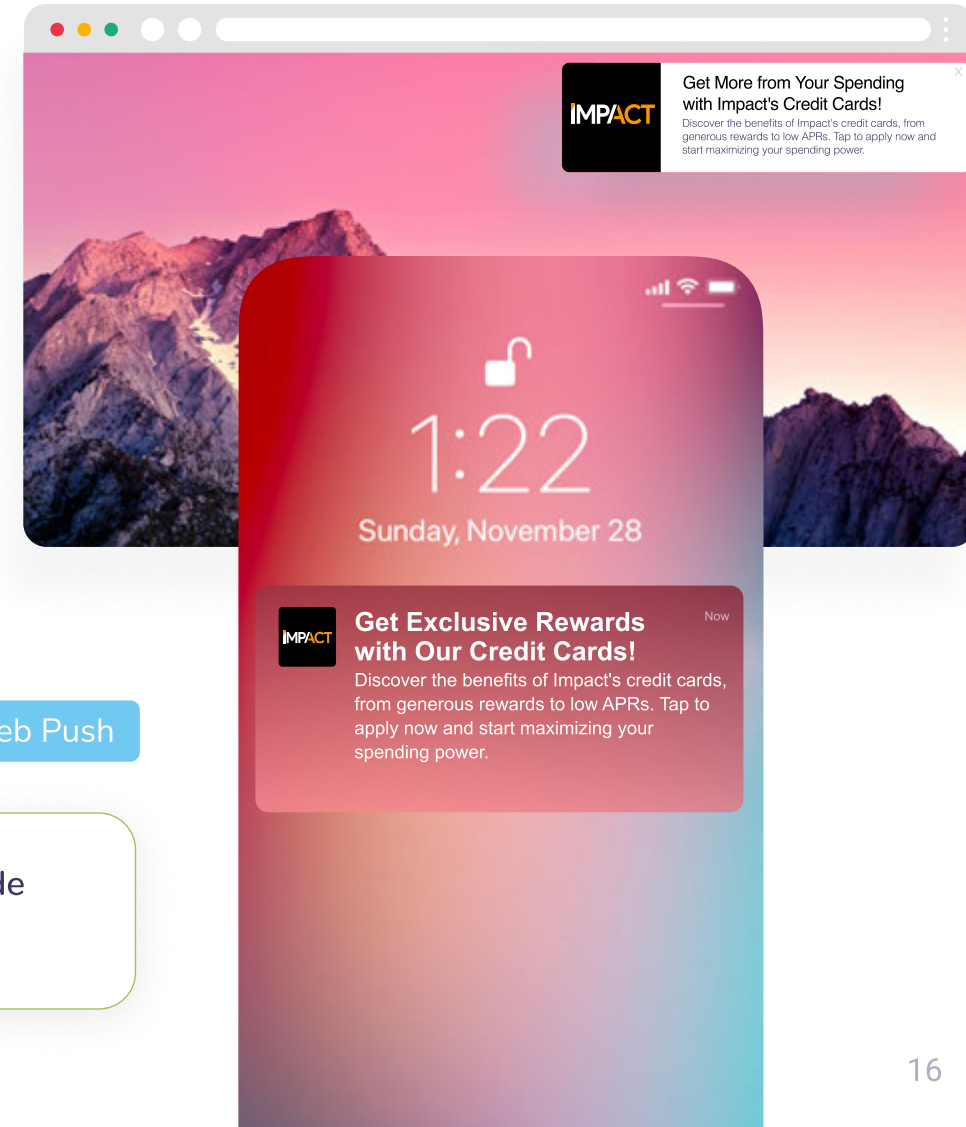 X
IMPACT
Get More from Your Spending
with Impact's Credit Cards!
Discover the benefits of Impact's credit cards, from
generous rewards to low APRs. Tap to apply now and
start maximizing your spending power.
1:22
Sunday, November 28
IMPACT
Get Exclusive Rewards
with Our Credit Cards!
Now
Discover the benefits of Impact's credit cards,
from generous rewards to low APRs. Tap to
apply now and start maximizing your
spending power.
eb Push
de
16